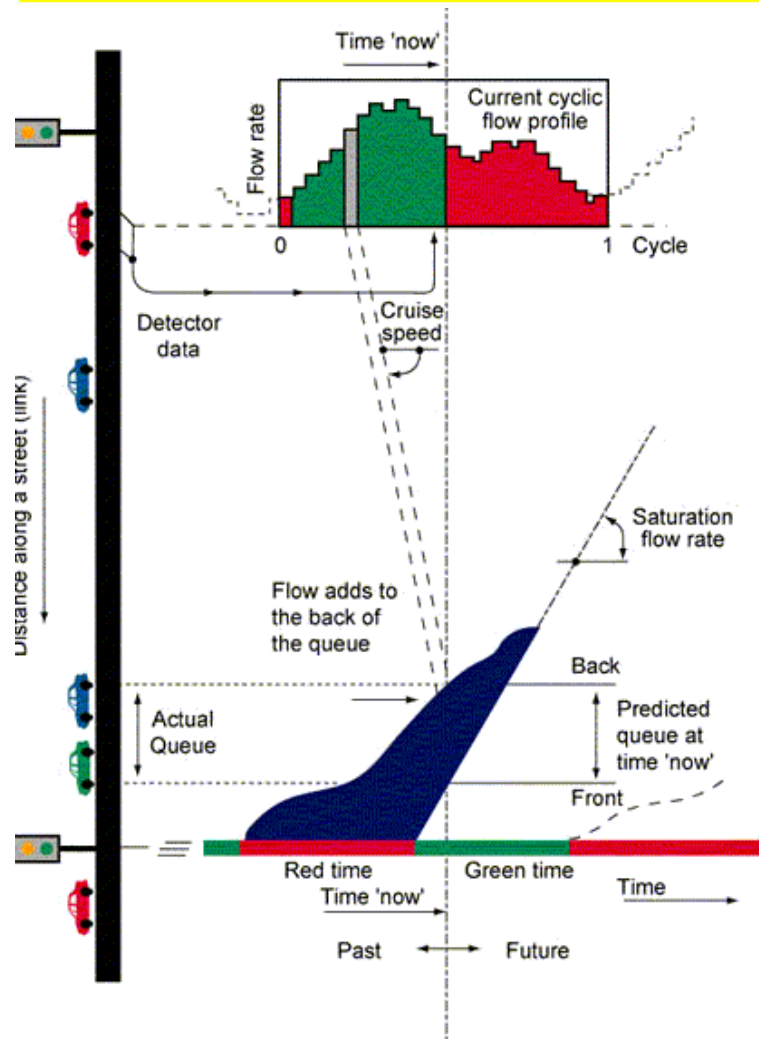 Time 'now'
Current cyclic
flow profile
Flow rate
0
1
Cycle
Detector
data
Cruise
speed
Distance along a street (link)
Saturation
flow rate
Flow adds to
the back of
the queue
Back
Actual
Queue
Predicted
queue at
time 'now'
Front
Red time
Green time
Time 'now'
Time
Past
Future